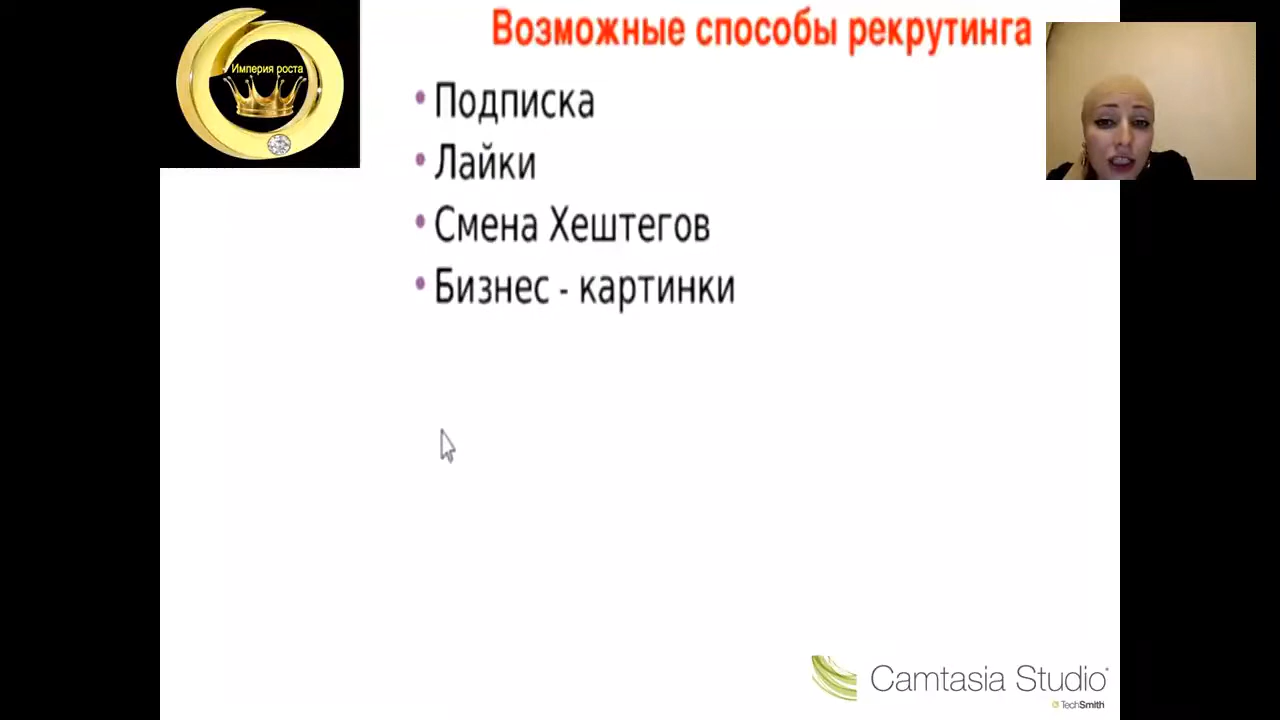 Империя роста
Возможные способы рекрутинга
• Подписка
• Лайки
• Смена Хештегов
• Бизнес - картинки
Camtasia Studio®
TechSmith